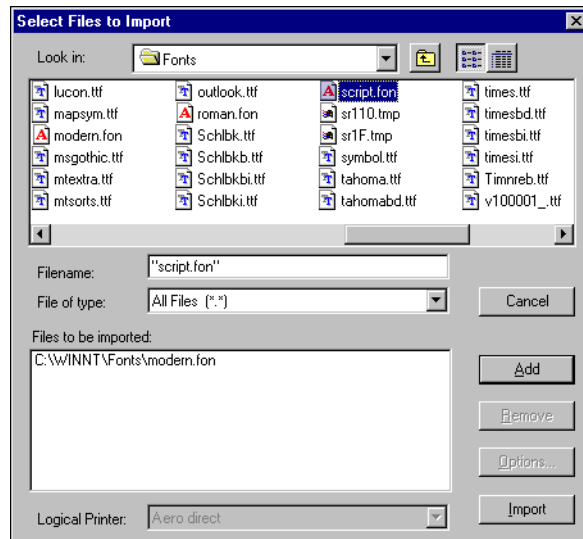 Select Files to Import
Look in: Fonts
lucon.ttf outlook.ttf script.fon times.ttf
mapsym.ttf roman.fon sr110.tmp timesbd.ttf
modern.fon Schlbk.ttf sr1F.tmp timesbi.ttf
msgothic.ttf Schlbkb.ttf symbol.ttf timesi.ttf
mtextra.ttf Schlbkbi.ttf tahoma.ttf Timnreb.ttf
mtsorts.ttf Schlbki.ttf tahomabd.ttf v100001_.ttf
Filename: "script.fon"
File of type: All Files (*.*) Cancel
Files to be imported:
C:\WINNT\Fonts\modern.fon
Add
Remove
Options...
Import
Logical Printer: Aero direct